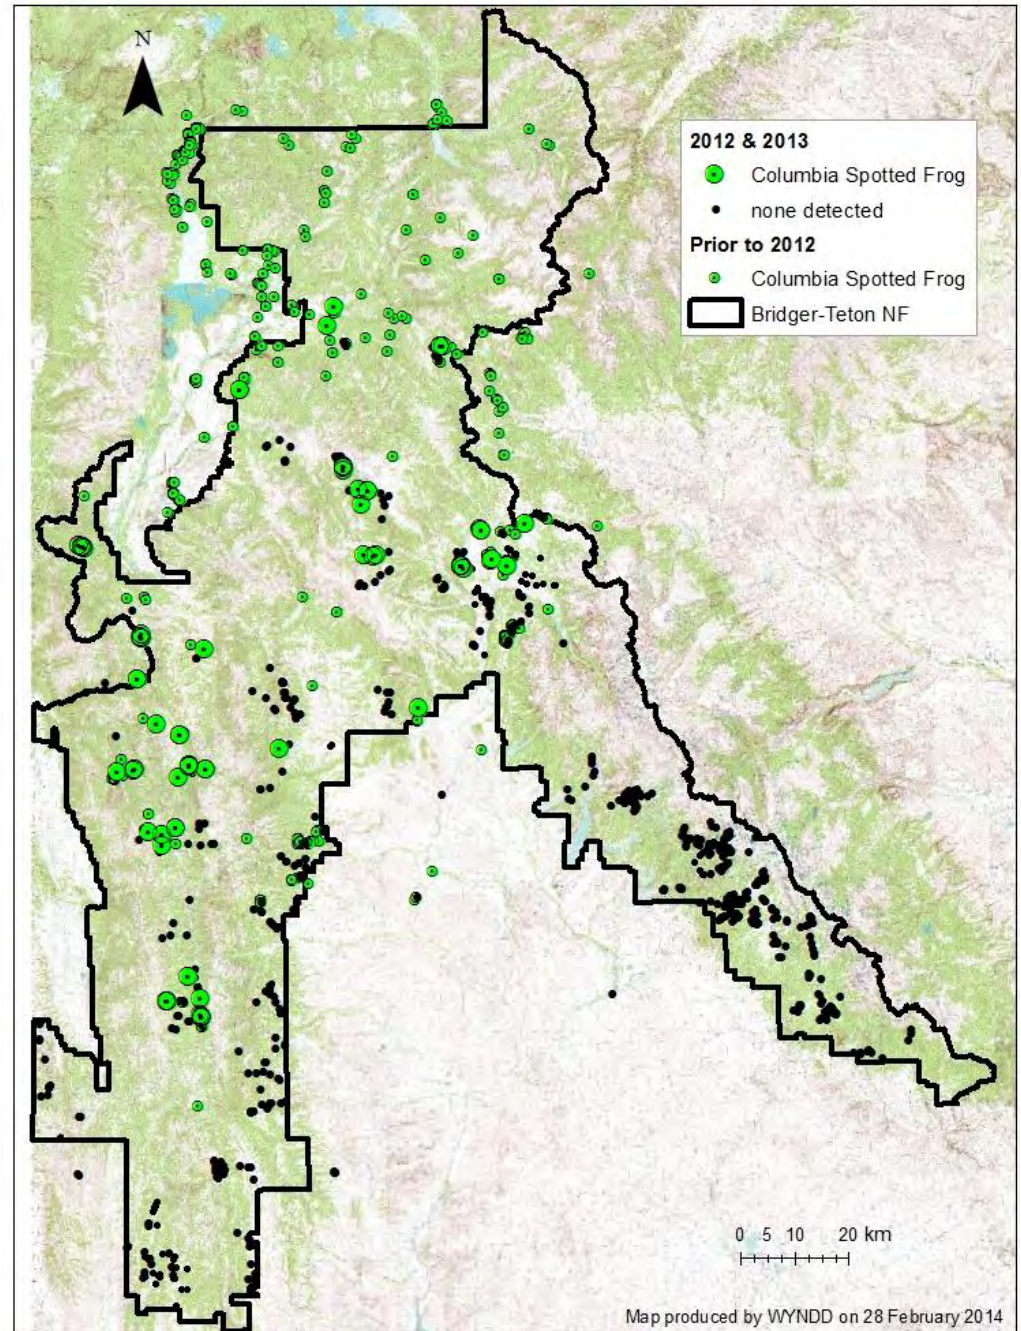 N
2012 & 2013
Columbia Spotted Frog
none detected
Prior to 2012
Columbia Spotted Frog
Bridger-Teton NF
0 5 10 20 km
Map produced by WYNDD on 28 February 2014